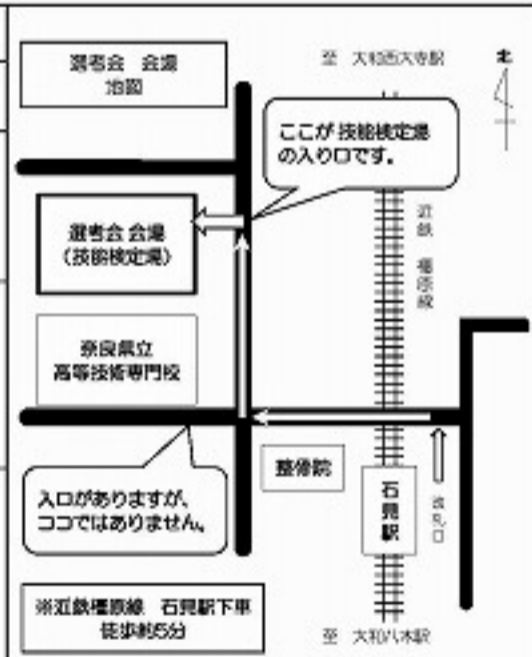 選考会 会場
地図
至 大和西大寺駅
北
ここが 技能検定場
の入り口です。
選考会 会場
(技能検定場)
近鉄 橿原線
奈良県立
高等技術専門校
整骨院
石見駅
改札口
入口がありますが、
ココではありません。
※近鉄橿原線 石見駅下車
徒歩約5分
至 大和八木駅